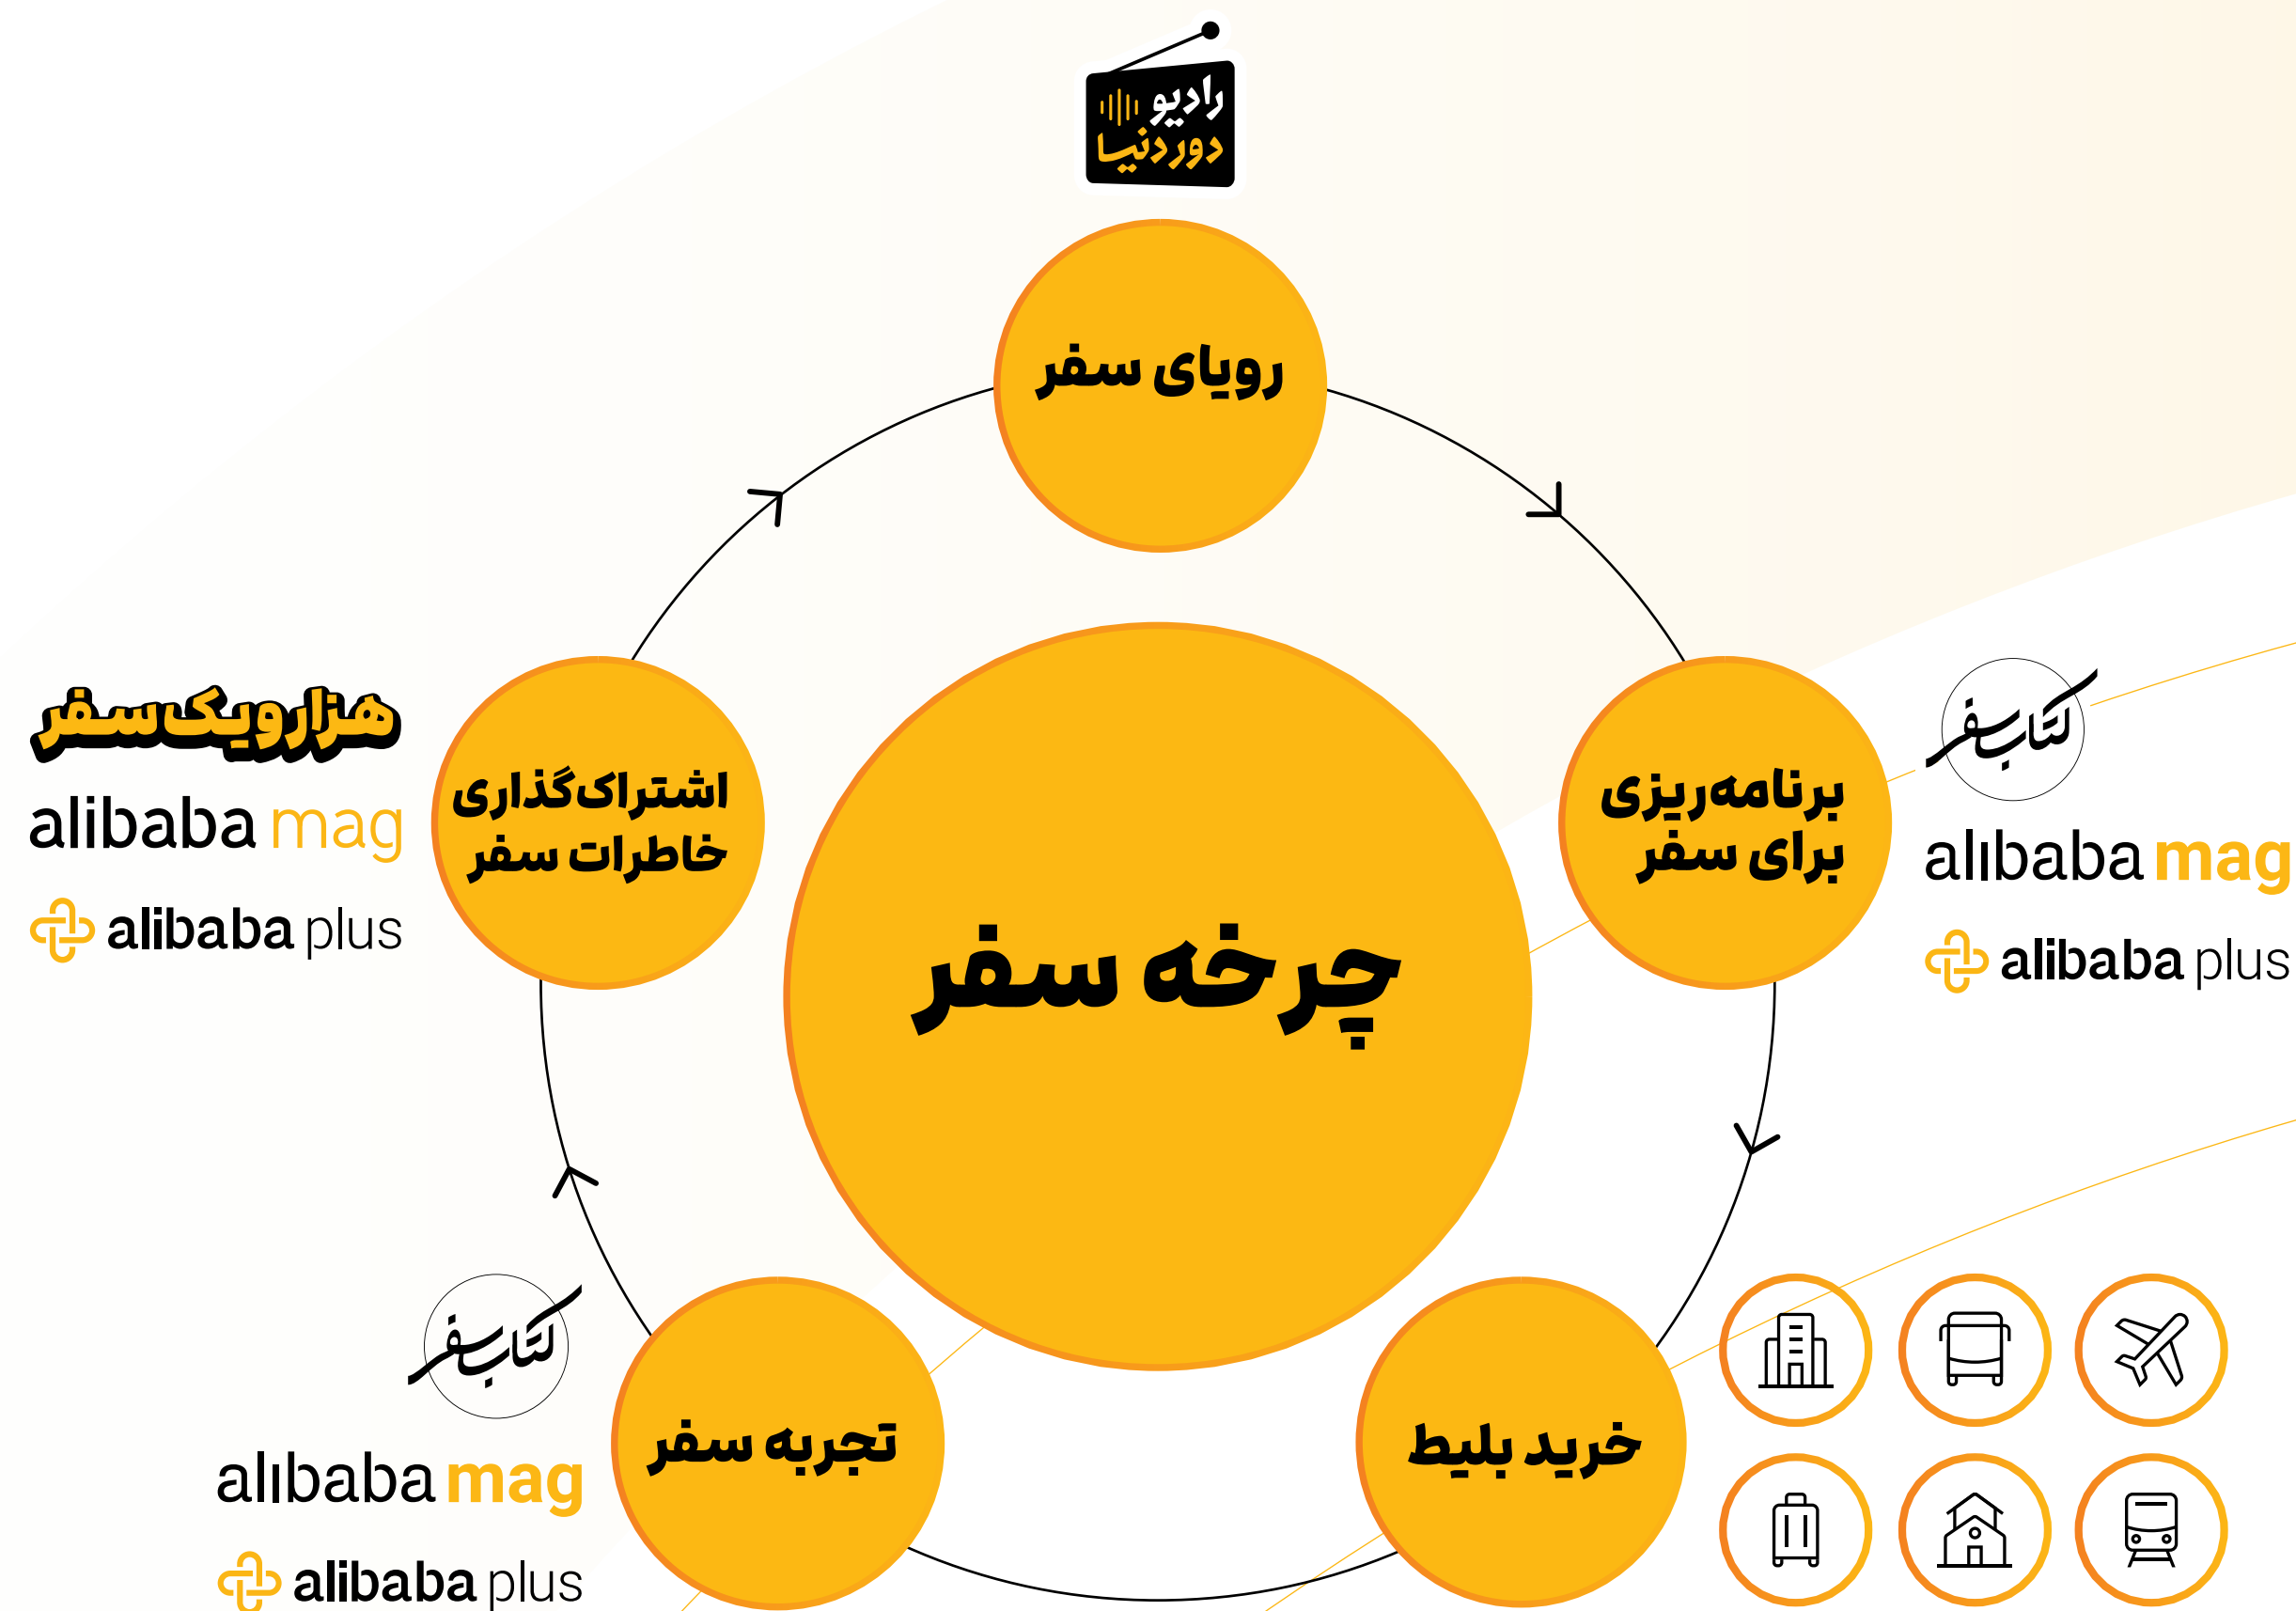 رادیو
دور دنیا
رویای سفر
برنامه‌ریزی
برای سفر
کتاب سفر
alibaba mag
alibaba plus
خرید بلیط
تجربه سفر
کتاب سفر
alibaba mag
alibaba plus
اشتراک‌گذاری
خاطرات سفر
هزارویک‌سفر
alibaba mag
alibaba plus
چرخه سفر